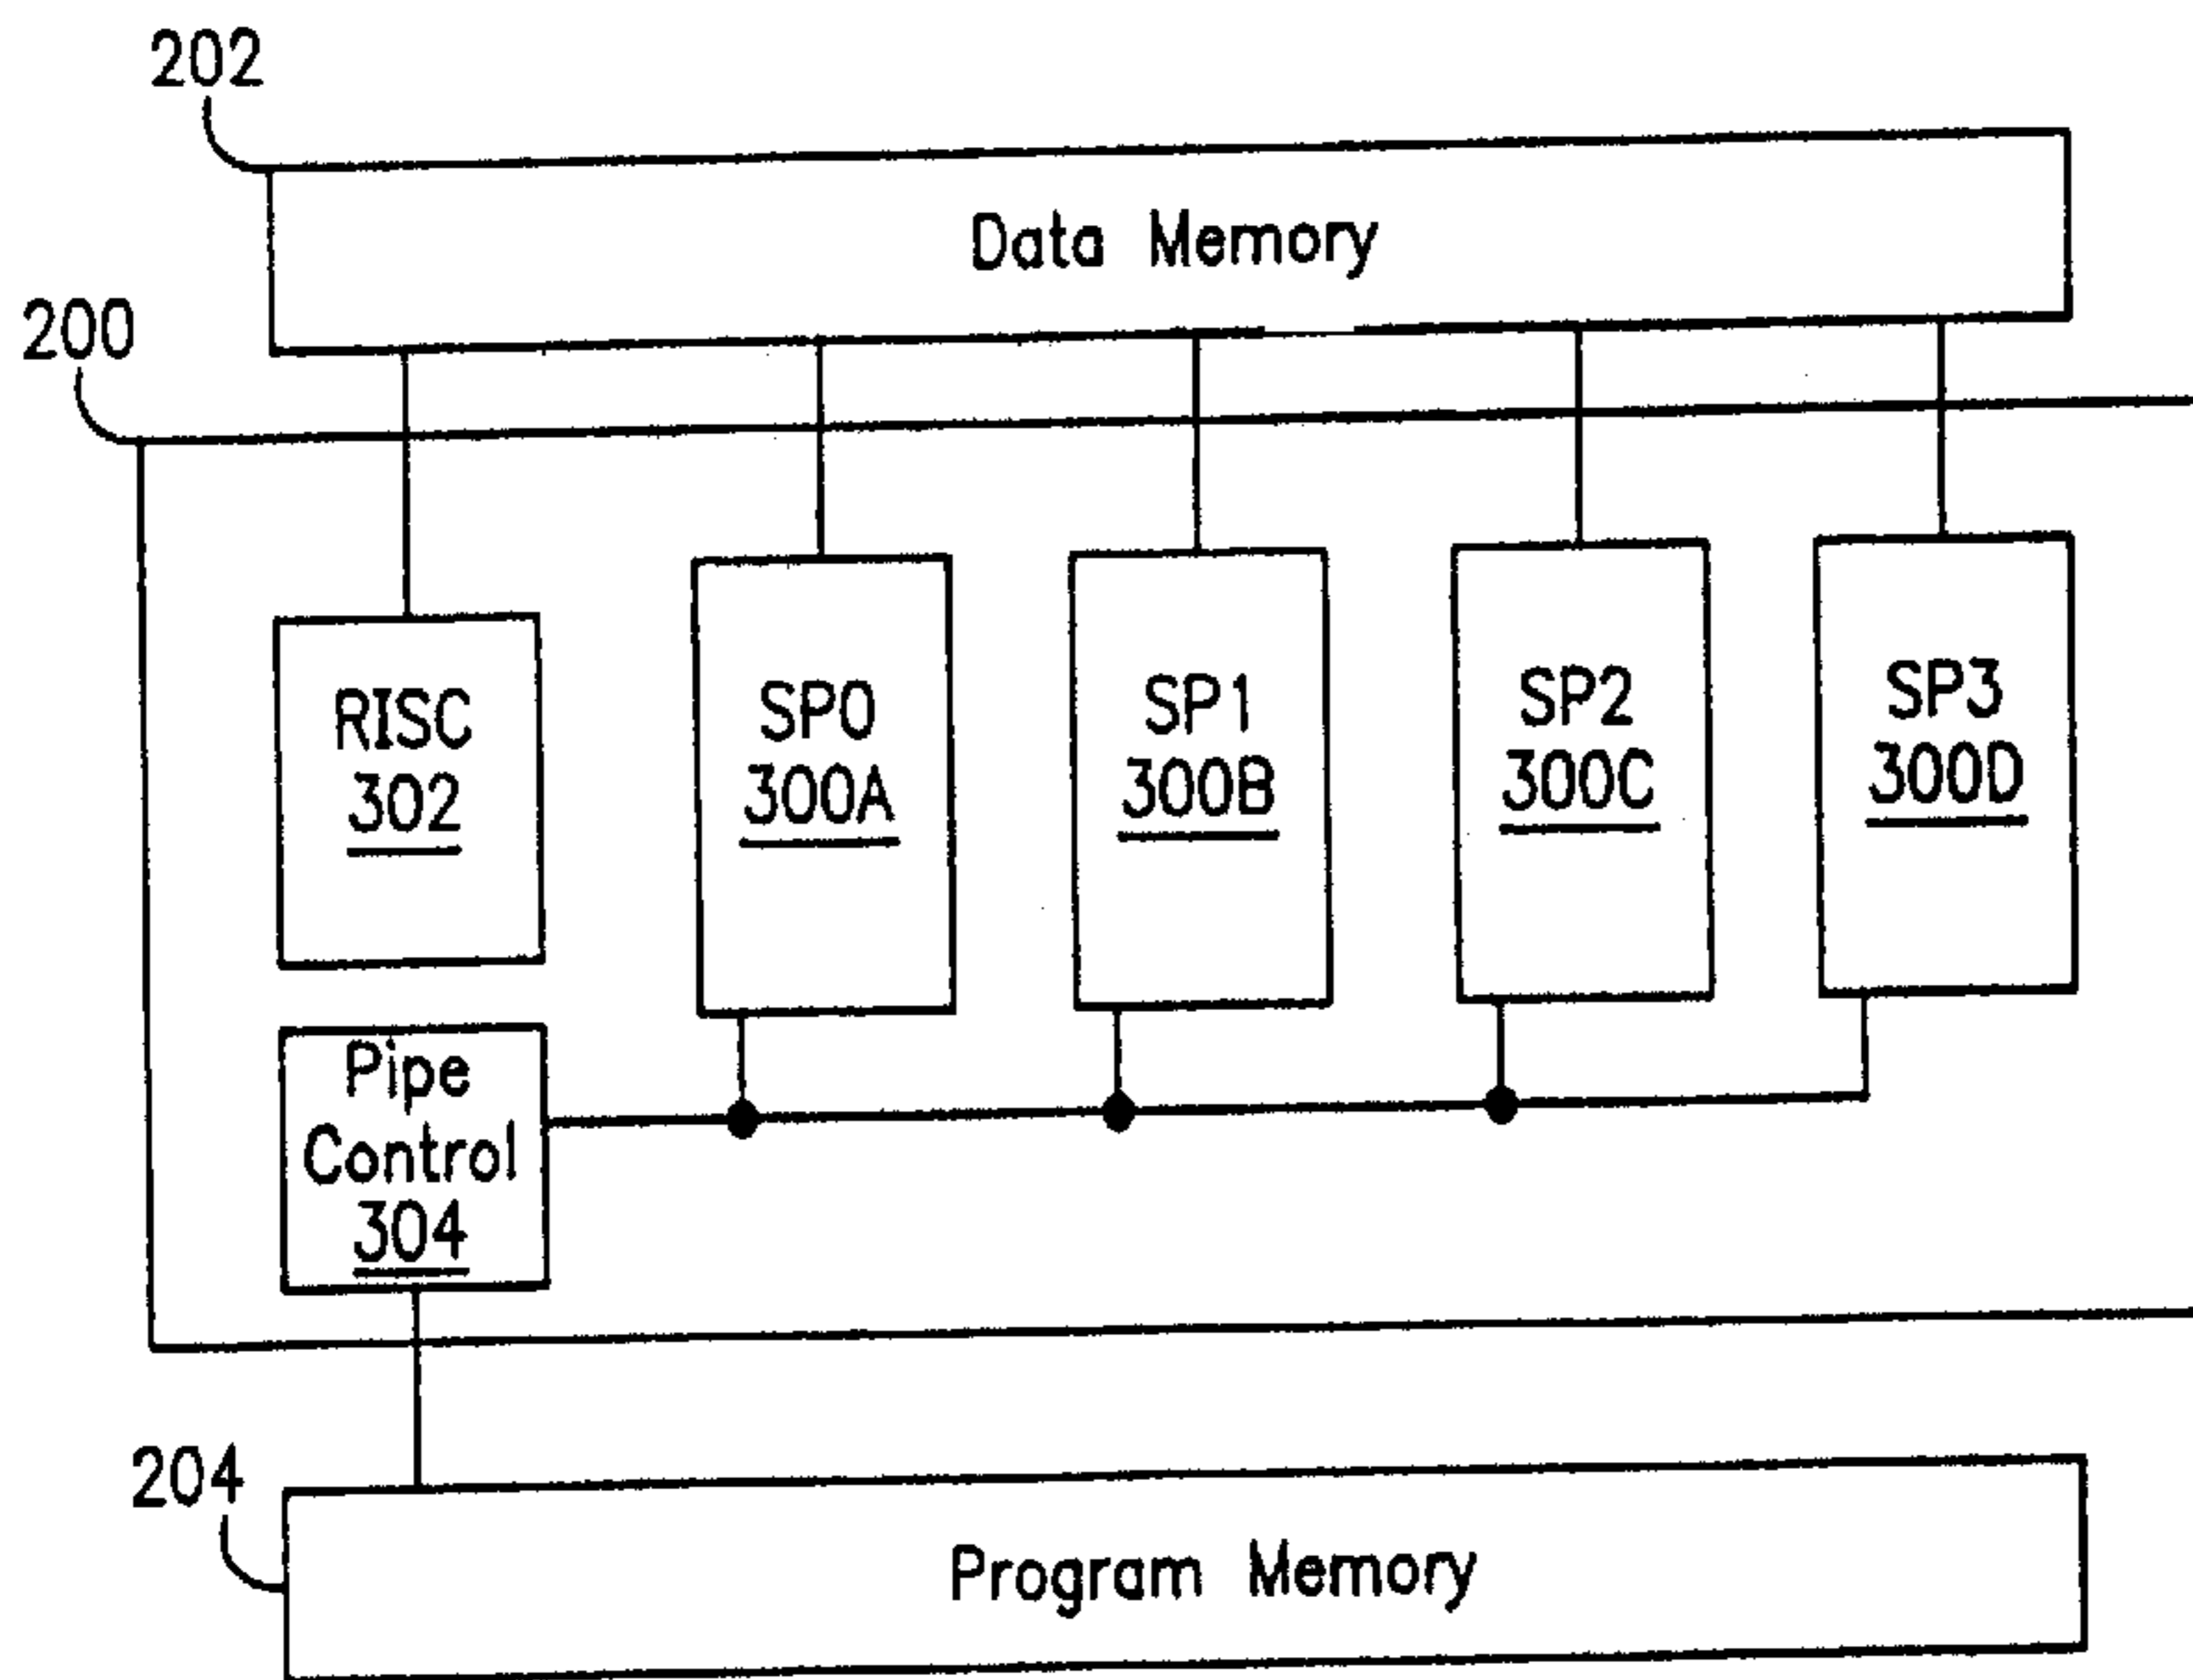 202
Data Memory
200
RISC
302
SP0
300A
SP1
300B
SP2
300C
SP3
300D
Pipe
Control
304
204
Program Memory